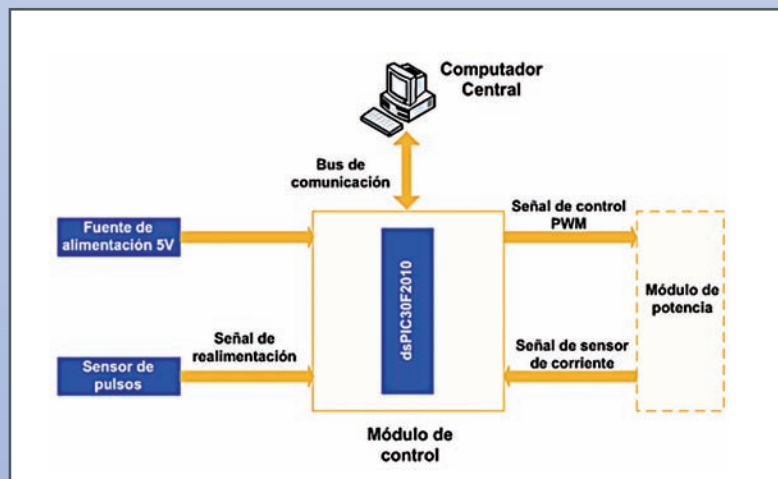 Computador
Central
Bus de
comunicación
Fuente de
alimentación 5V
Señal de control
PWM
dsPIC30F2010
Módulo de
potencia
Señal de
realimentación
Sensor de
pulsos
Señal de sensor
de corriente
Módulo de
control